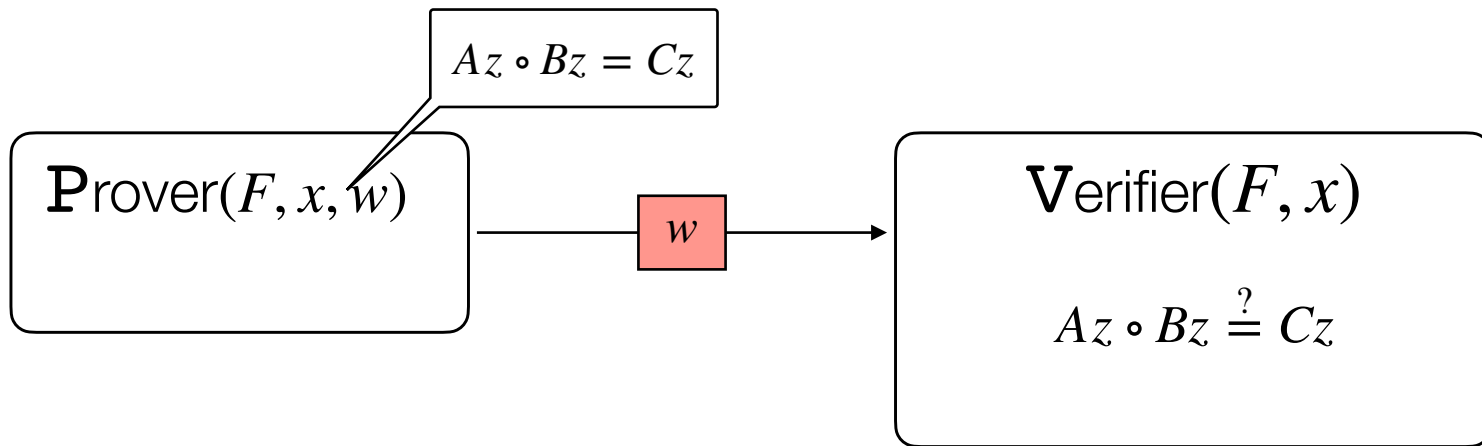 Az ∘ Bz = Cz
Prover(F, x, w)
w
Verifier(F, x)
Az ∘ Bz ≟ Cz